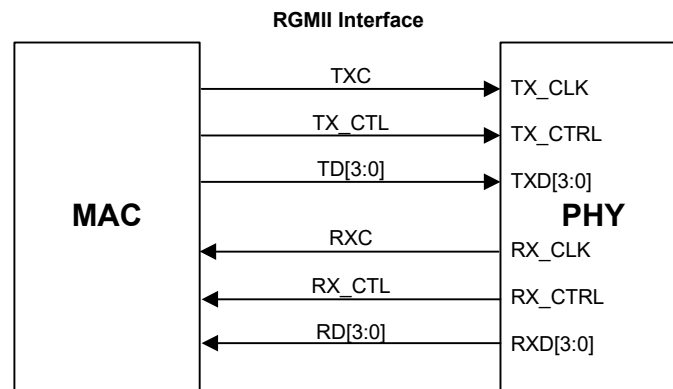 RGMII Interface
TXC
TX_CLK
TX_CTL
TX_CTRL
TD[3:0]
TXD[3:0]
MAC
PHY
RXC
RX_CLK
RX_CTL
RX_CTRL
RD[3:0]
RXD[3:0]